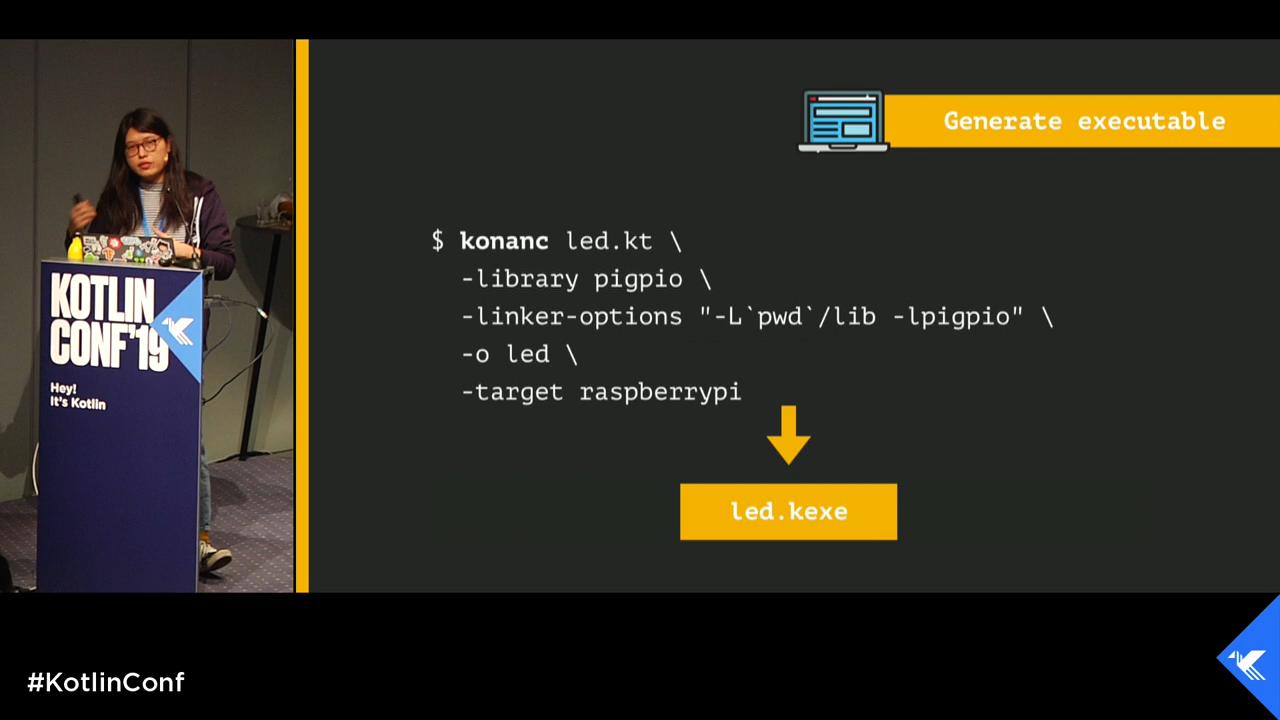 Generate executable
$ konanc led.kt \
-library pigpio \
-linker-options "-L`pwd`/lib -lpigpio" \
-o led \
-target raspberrypi
led.kexe
KOTLIN
CONF'19
Hey!
It's Kotlin
#KotlinConf